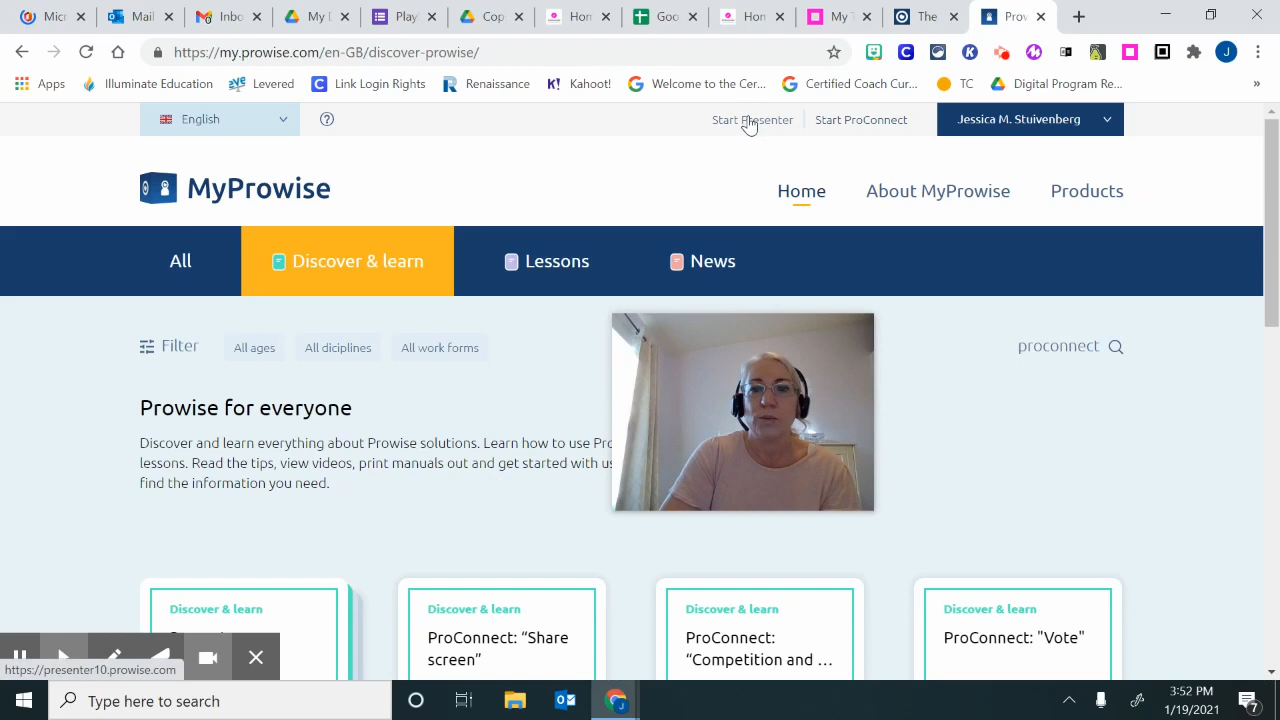 Micr
Mail
Inbo
My D
Play
Cop
Hon
Goo
Hon
My T
The
Prow
https://my.prowise.com/en-GB/discover-prowise/
J
Apps
Illuminate Education
Levered
Link Login Rights
Renaissance
K! Kahoot!
Welcome to the Cer...
Certified Coach Cur...
TC
Digital Program Re...
»
English
Start Presenter
Start ProConnect
Jessica M. Stuivenberg
MyProwise
Home
About MyProwise
Products
All
Discover & learn
Lessons
News
Filter
All ages
All diciplines
All work forms
proconnect
Prowise for everyone
Discover and learn everything about Prowise solutions. Learn how to use Pro
lessons. Read the tips, view videos, print manuals out and get started with us
find the information you need.
Discover & learn
Discover & learn
ProConnect: “Share
screen”
Discover & learn
ProConnect:
“Competition and ...
Discover & learn
ProConnect: "Vote"
https://presenter10.prowise.com
Type here to search
3:52 PM
1/19/2021
7